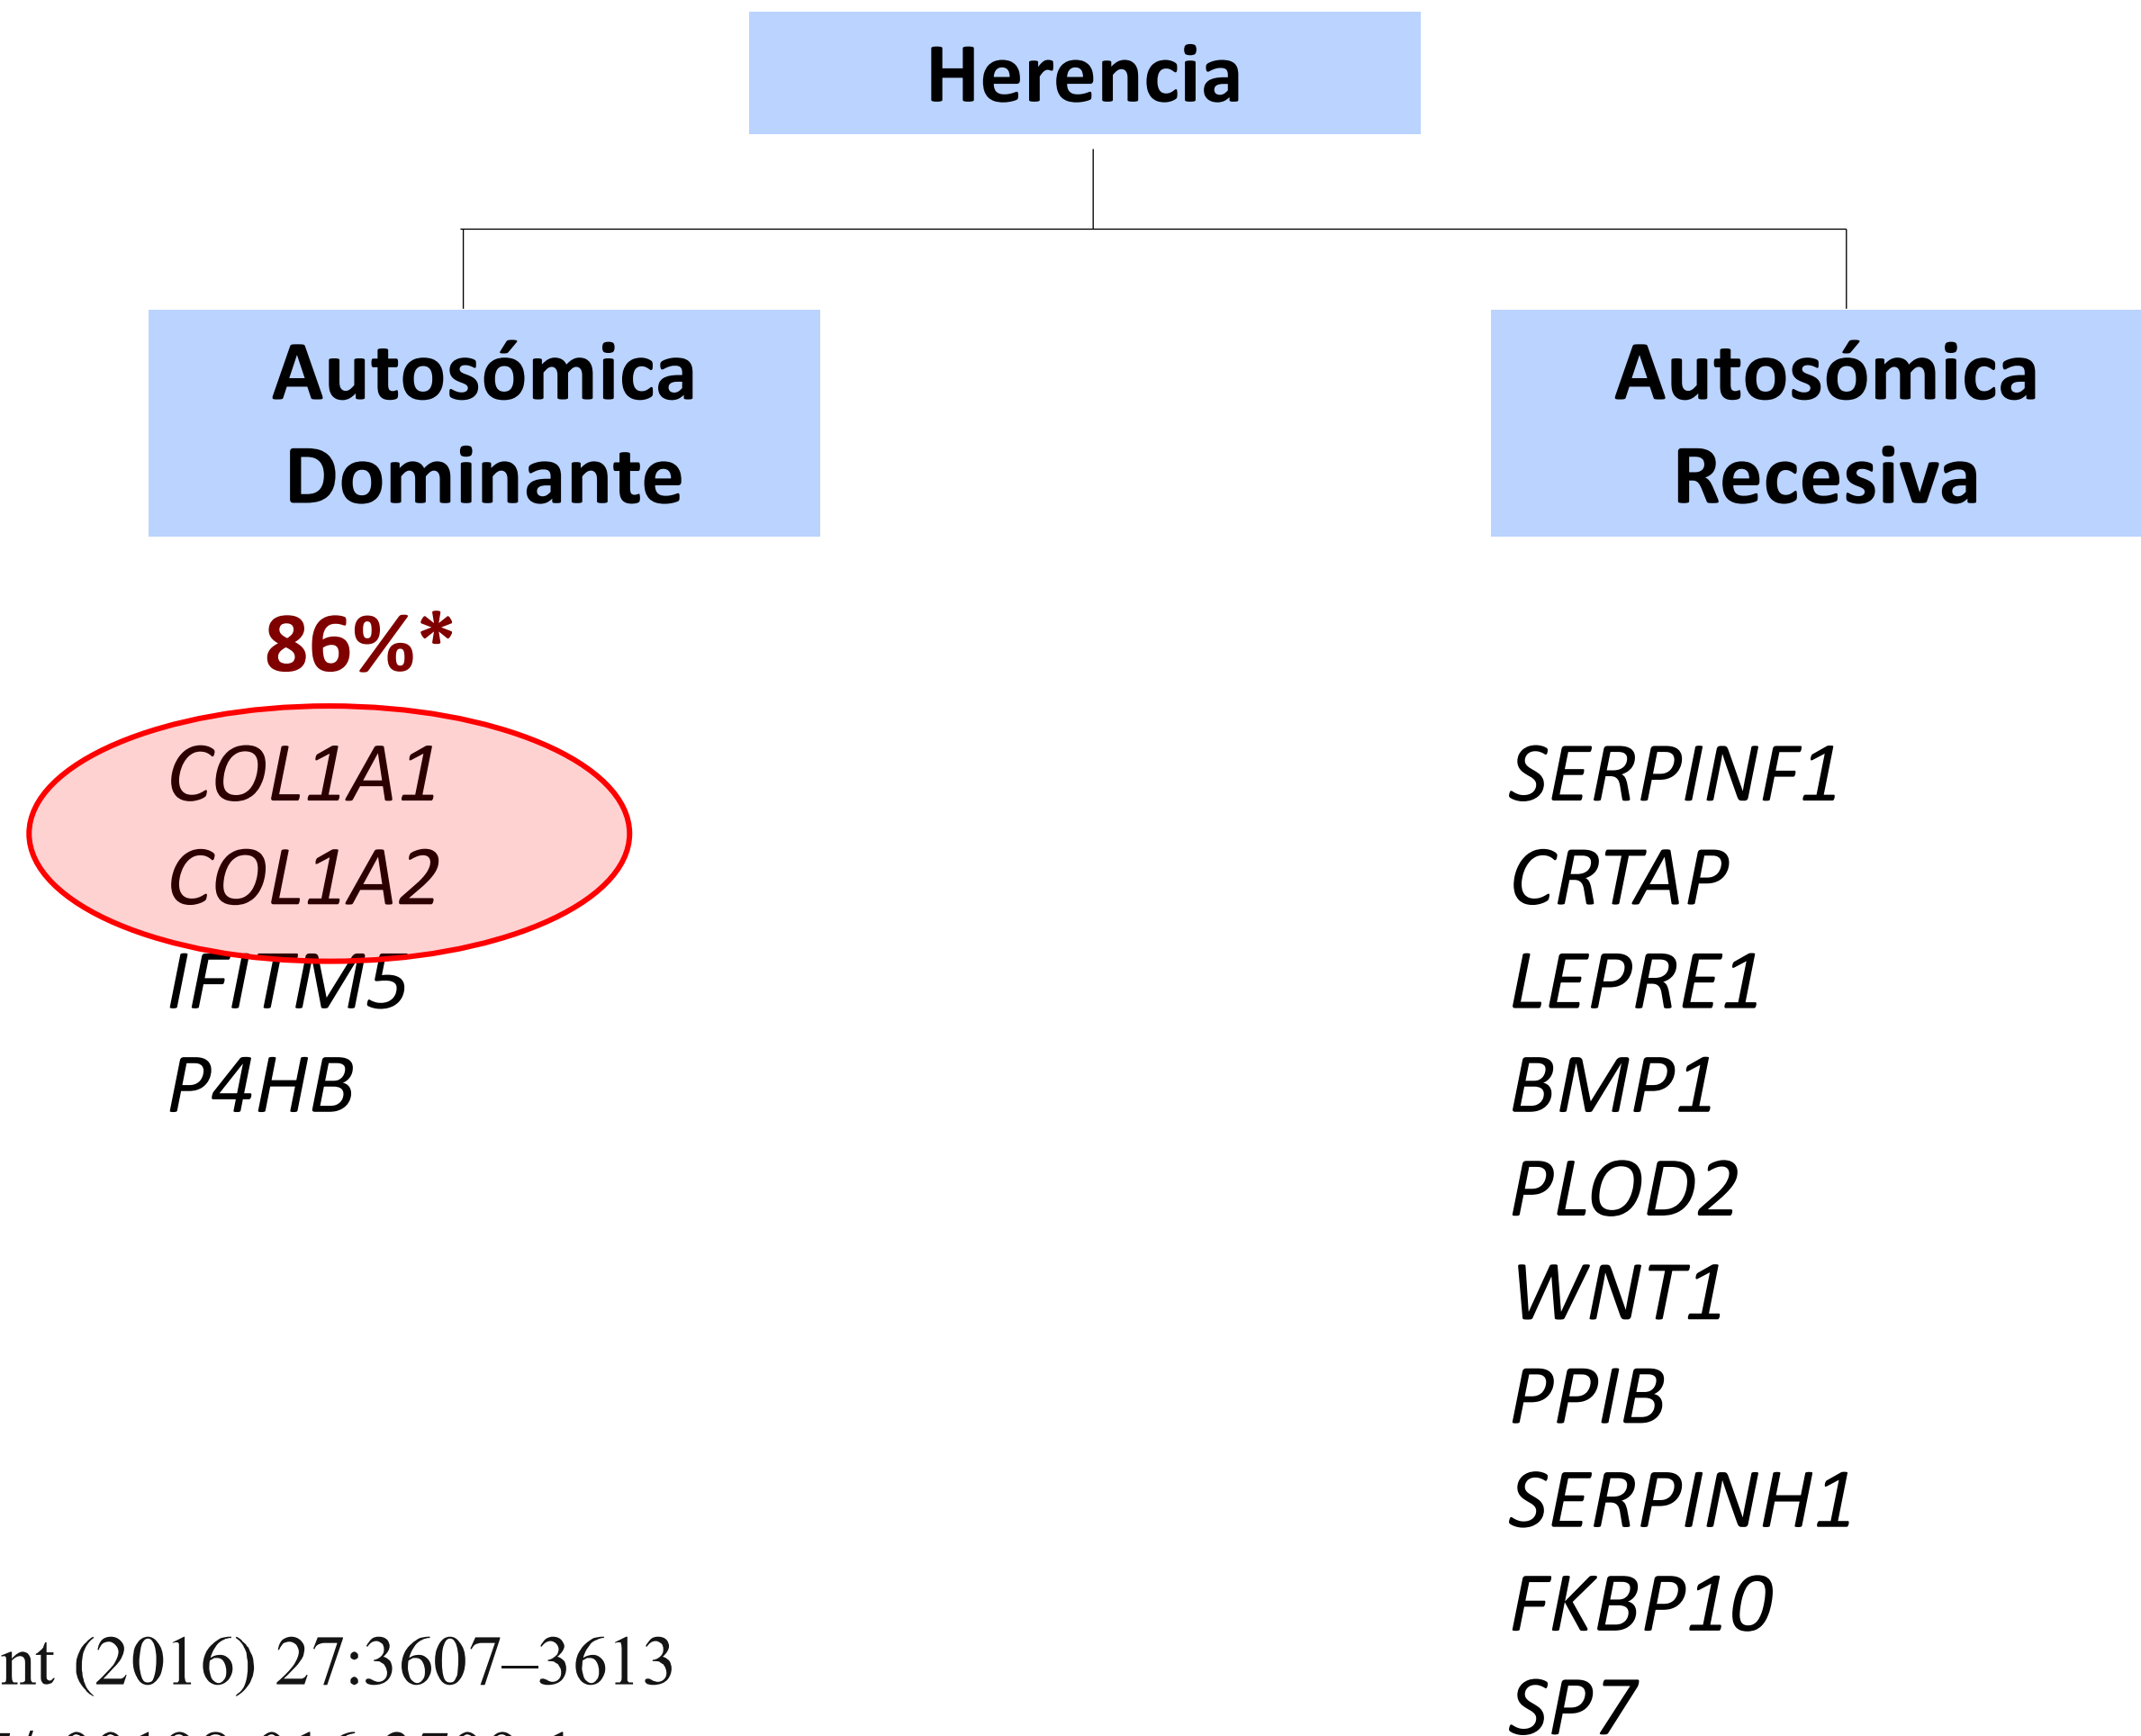 Herencia
Autosómica
Dominante
86%*
COL1A1
COL1A2
IFITM5
P4HB
Autosómica
Recesiva
SERPINF1
CRTAP
LEPRE1
BMP1
PLOD2
WNT1
PPIB
SERPINH1
FKBP10
SP7
nt (2016) 27:3607–3613